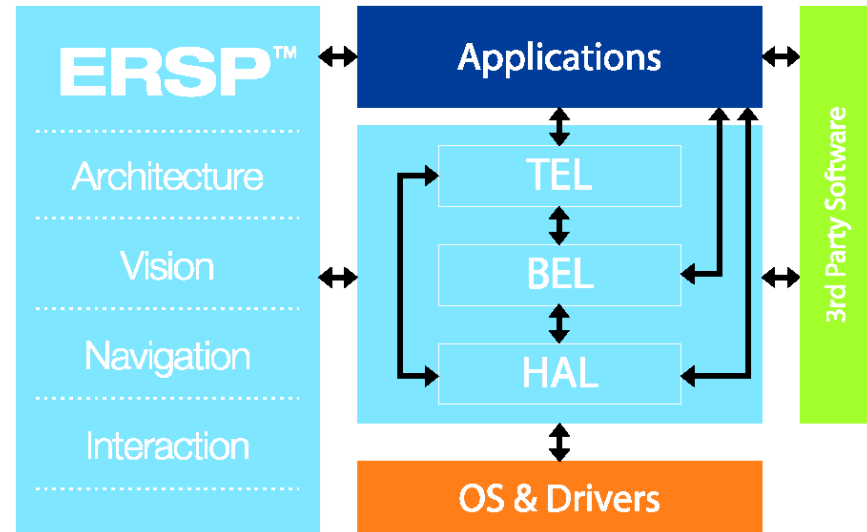 ERSP™
Architecture
Vision
Navigation
Interaction
Applications
TEL
BEL
HAL
OS & Drivers
3rd Party Software